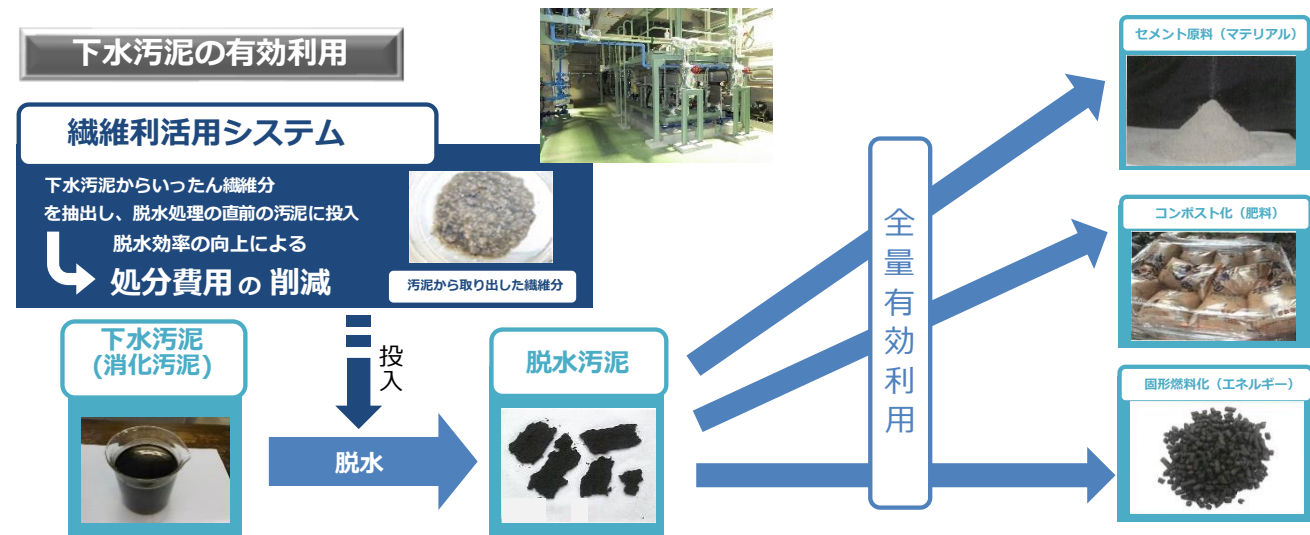 下水汚泥の有効利用
繊維利活用システム
下水汚泥からいったん繊維分
を抽出し、脱水処理の直前の汚泥に投入
脱水効率の向上による
処分費用の削減
汚泥から取り出した繊維分
下水汚泥
(消化汚泥)
投入
脱水
脱水汚泥
全量有効利用
セメント原料（マテリアル）
コンポスト化（肥料）
固形燃料化（エネルギー）